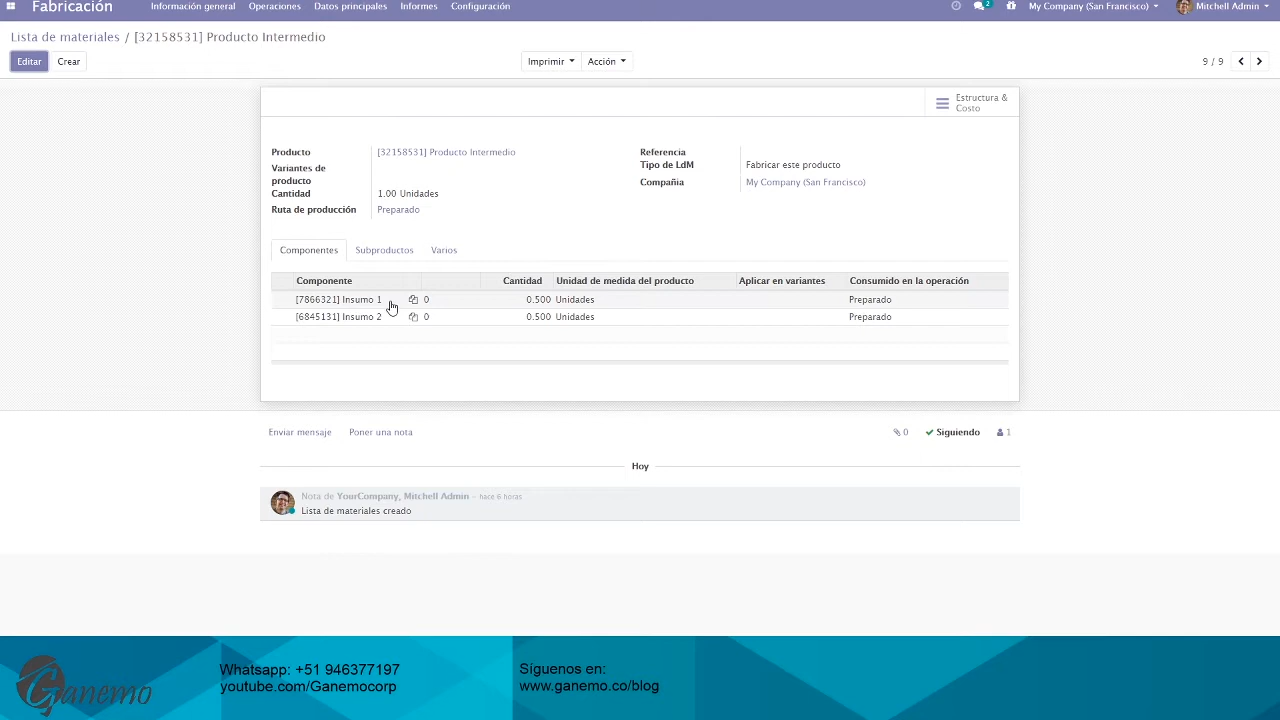 Fabricación Información general Operaciones Datos principales Informes Configuración 2 My Company (San Francisco) Mitchell Admin
Lista de materiales / [32158531] Producto Intermedio
Editar Crear Imprimir Acción 9 / 9
Estructura &
Costo
Producto [32158531] Producto Intermedio
Variantes de
producto
Cantidad 1.00 Unidades
Ruta de producción Preparado
Referencia
Tipo de LdM Fabricar este producto
Compañia My Company (San Francisco)
Componentes Subproductos Varios
Componente Cantidad Unidad de medida del producto Aplicar en variantes Consumido en la operación
[7866321] Insumo 1 0 0.500 Unidades Preparado
[6845131] Insumo 2 0 0.500 Unidades Preparado
Enviar mensaje Poner una nota 0 Siguiendo 1
Hoy
Nota de YourCompany, Mitchell Admin - hace 6 horas
Lista de materiales creado
Ganemo
Whatsapp: +51 946377197
youtube.com/Ganemocorp
Síguenos en:
www.ganemo.co/blog